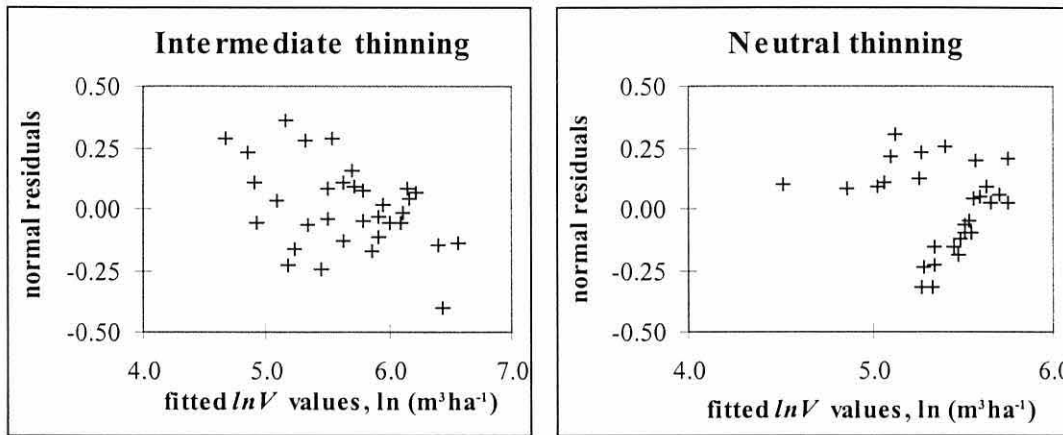 Intermediate thinning
normal residuals
0.50
0.25
0.00
-0.25
-0.50
4.0 5.0 6.0 7.0
fitted lnV values, ln (m³ha⁻¹)
Neutral thinning
normal residuals
0.50
0.25
0.00
-0.25
-0.50
4.0 5.0 6.0
fitted lnV values, ln (m³ha⁻¹)